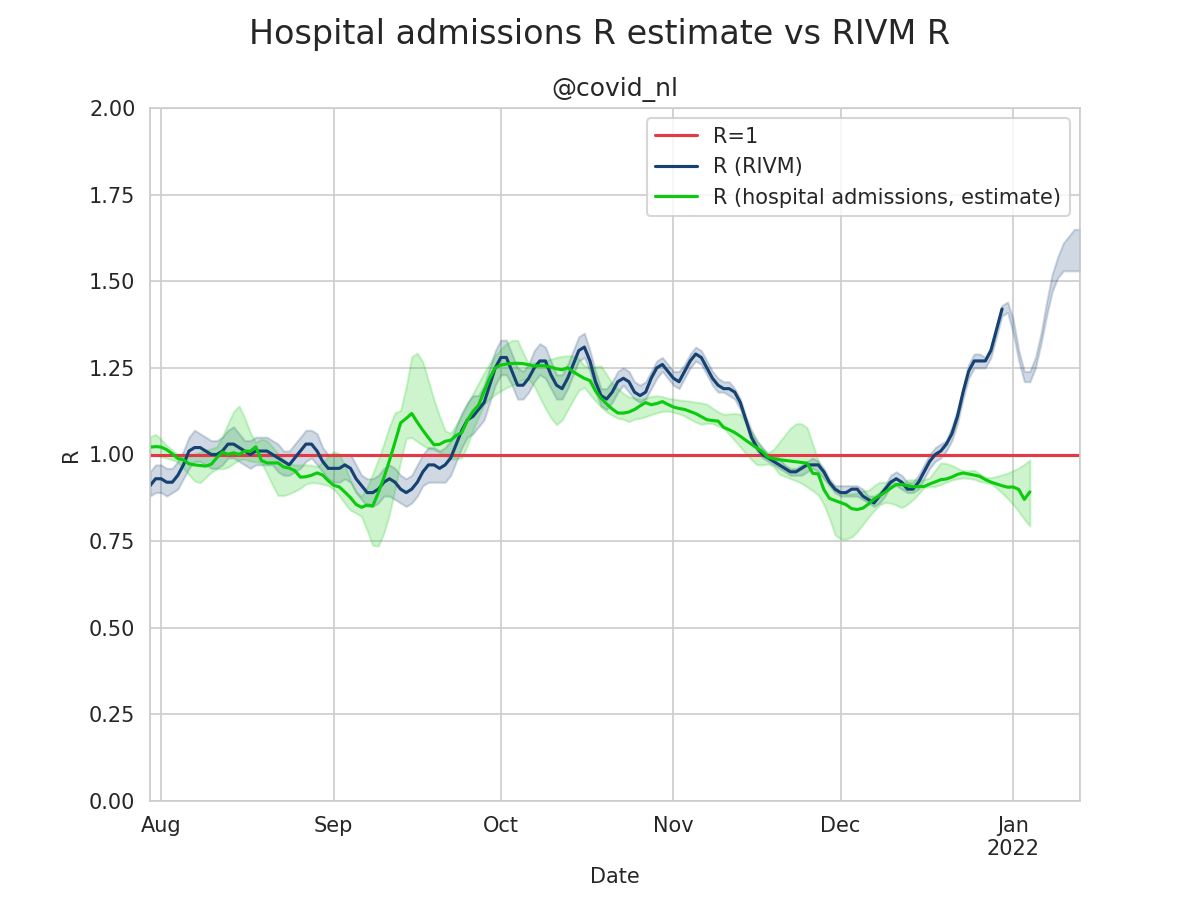 Hospital admissions R estimate vs RIVM R
@covid_nl
2.00
1.75
1.50
1.25
1.00
0.75
0.50
0.25
0.00
R
R=1
R (RIVM)
R (hospital admissions, estimate)
Aug
Sep
Oct
Nov
Dec
Jan
2022
Date